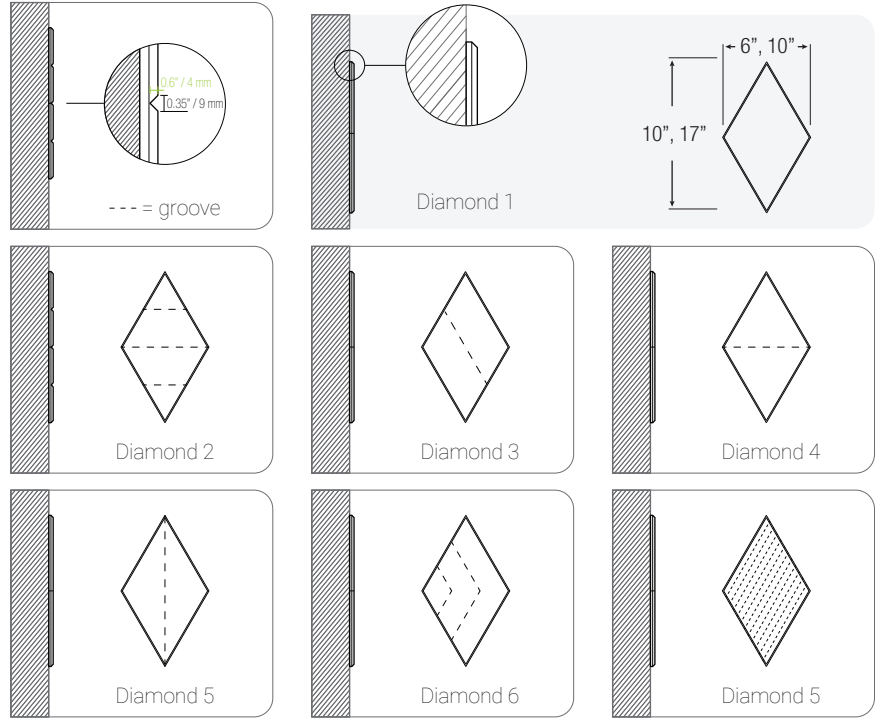 0.6" / 4 mm
0.35" / 9 mm
--- = groove
Diamond 1
6”, 10”
10”, 17”
Diamond 2
Diamond 3
Diamond 4
Diamond 5
Diamond 6
Diamond 5